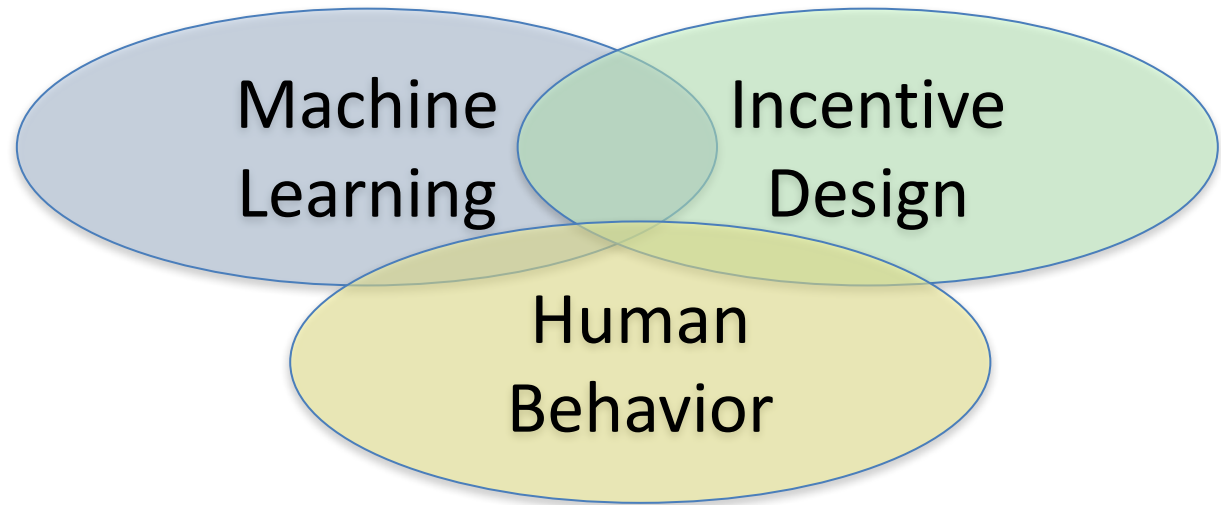 Machine
Learning
Incentive
Design
Human
Behavior